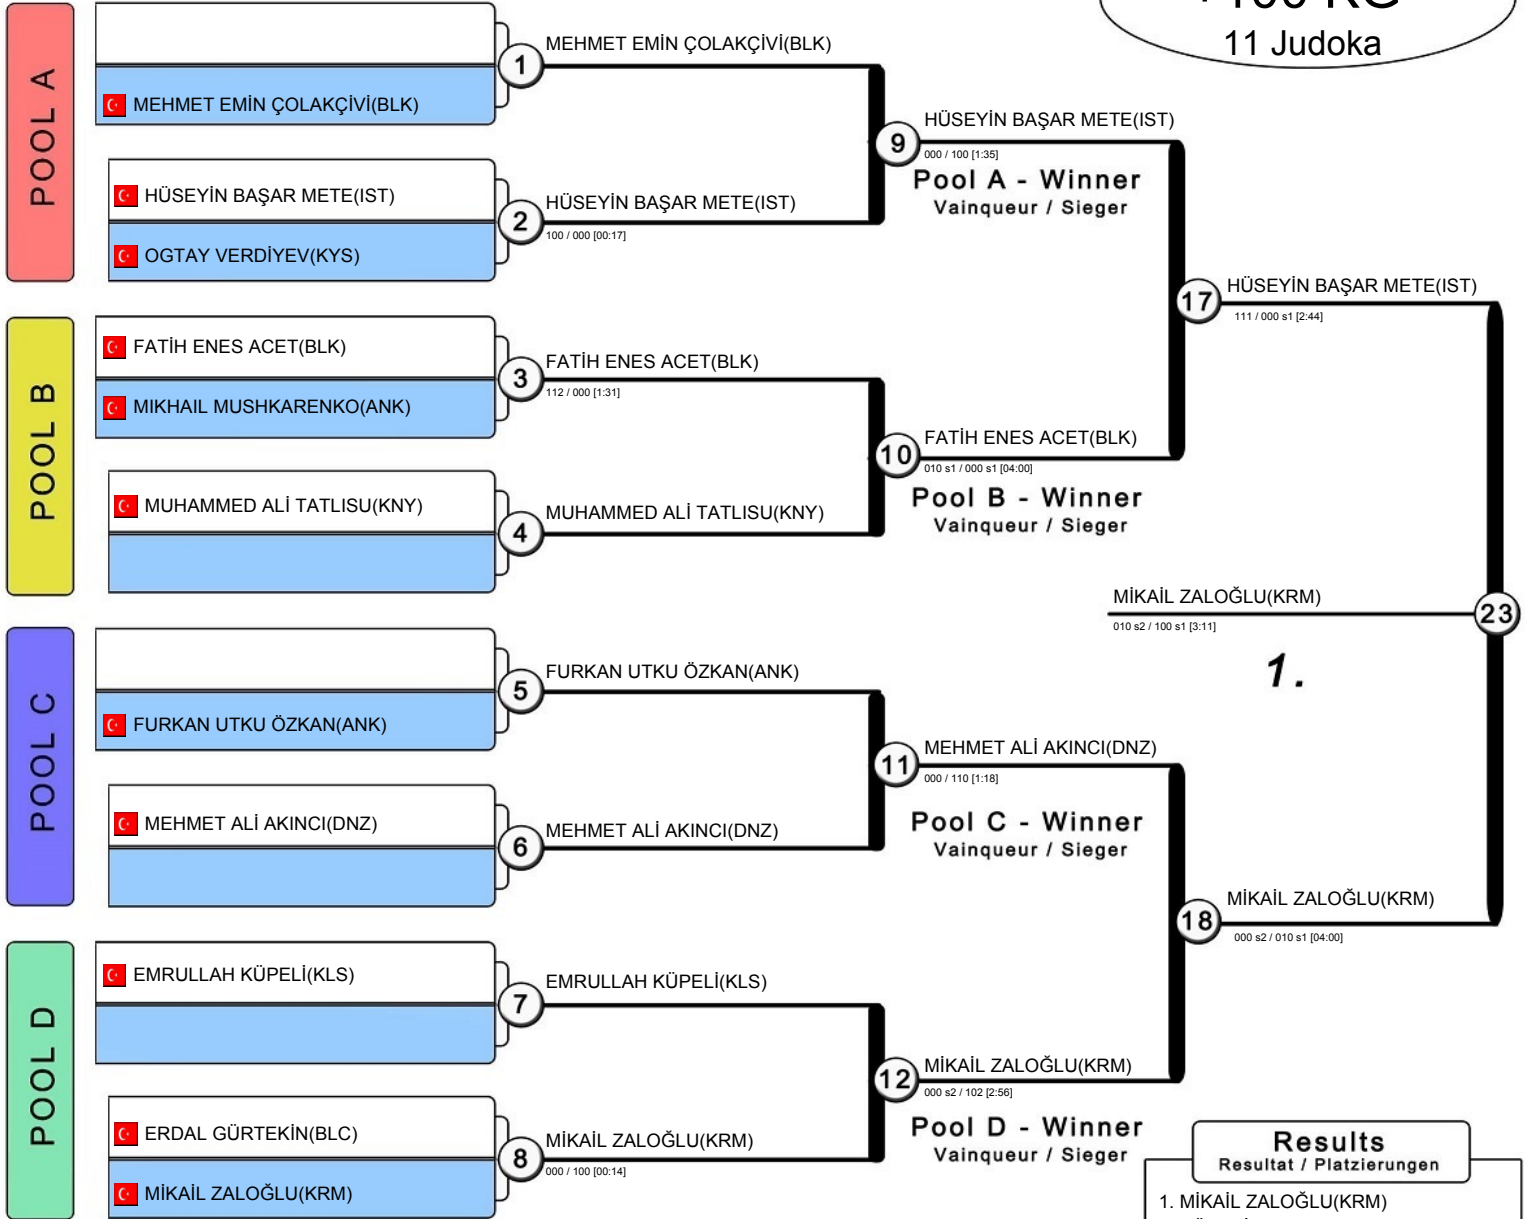 +100 KG
11 Judoka
POOL A
MEHMET EMİN ÇOLAKÇİVİ(BLK)
HÜSEYİN BAŞAR METE(IST)
OGTAY VERDİYEV(KYS)
1
MEHMET EMİN ÇOLAKÇİVİ(BLK)
2
HÜSEYİN BAŞAR METE(IST)
100 / 000 [00:17]
9
HÜSEYİN BAŞAR METE(IST)
000 / 100 [1:35]
Pool A - Winner
Vainqueur / Sieger
POOL B
FATİH ENES ACET(BLK)
MIKHAIL MUSHKARENKO(ANK)
MUHAMMED ALİ TATLISU(KNY)
3
FATİH ENES ACET(BLK)
112 / 000 [1:31]
4
MUHAMMED ALİ TATLISU(KNY)
10
FATİH ENES ACET(BLK)
010 s1 / 000 s1 [04:00]
Pool B - Winner
Vainqueur / Sieger
17
HÜSEYİN BAŞAR METE(IST)
111 / 000 s1 [2:44]
MİKAİL ZALOĞLU(KRM)
010 s2 / 100 s1 [3:11]
23
1.
POOL C
FURKAN UTKU ÖZKAN(ANK)
MEHMET ALİ AKINCI(DNZ)
5
FURKAN UTKU ÖZKAN(ANK)
6
MEHMET ALİ AKINCI(DNZ)
11
MEHMET ALİ AKINCI(DNZ)
000 / 110 [1:18]
Pool C - Winner
Vainqueur / Sieger
18
MİKAİL ZALOĞLU(KRM)
000 s2 / 010 s1 [04:00]
POOL D
EMRULLAH KÜPELİ(KLS)
ERDAL GÜRTEKİN(BLC)
MİKAİL ZALOĞLU(KRM)
7
EMRULLAH KÜPELİ(KLS)
8
MİKAİL ZALOĞLU(KRM)
000 / 100 [00:14]
12
MİKAİL ZALOĞLU(KRM)
000 s2 / 102 [2:56]
Pool D - Winner
Vainqueur / Sieger
Results
Resultat / Platzierungen
1. MİKAİL ZALOĞLU(KRM)